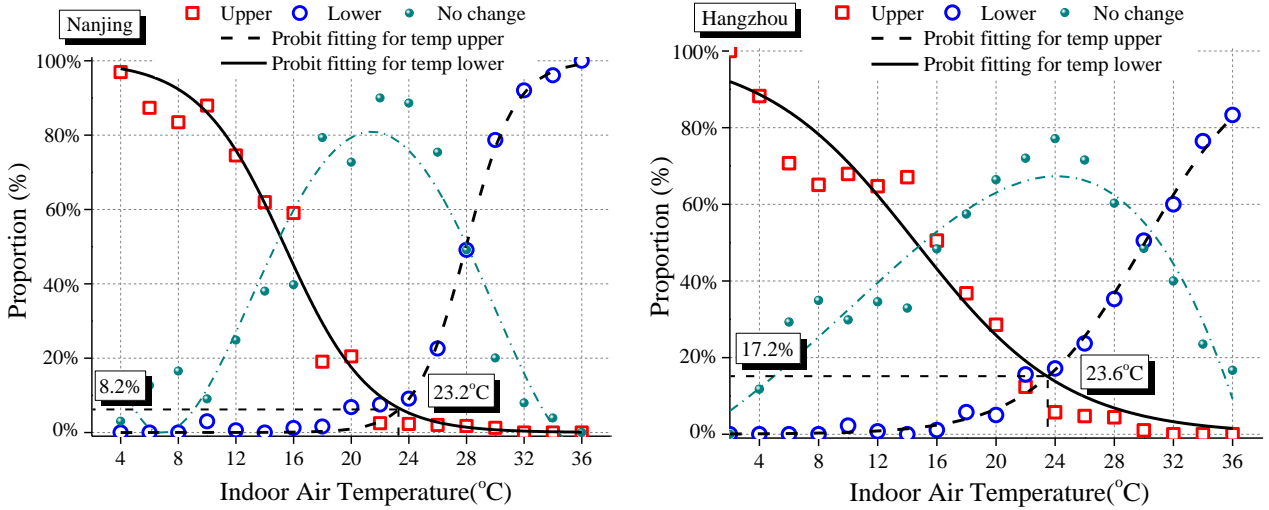 Nanjing
Upper Lower No change
Probit fitting for temp upper
Probit fitting for temp lower
100%
80%
60%
40%
20%
0%
Proportion (%)
8.2%
23.2°C
4 8 12 16 20 24 28 32 36
Indoor Air Temperature(°C)
Hangzhou
Upper Lower No change
Probit fitting for temp upper
Probit fitting for temp lower
100%
80%
60%
40%
20%
0%
Proportion (%)
17.2%
23.6°C
4 8 12 16 20 24 28 32 36
Indoor Air Temperature(°C)